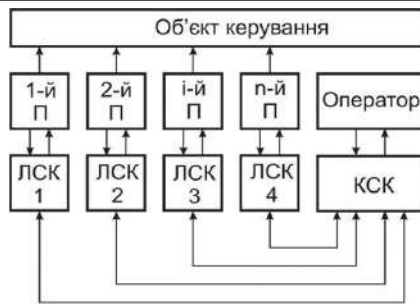 Об’єкт керування
1-й
П
2-й
П
i-й
П
n-й
П
Оператор
ЛСК
1
ЛСК
2
ЛСК
3
ЛСК
4
КСК